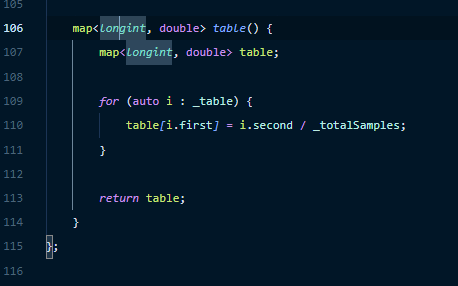 105
106 map<longint, double> table() {
107 map<longint, double> table;
108
109 for (auto i : _table) {
110 table[i.first] = i.second / _totalSamples;
111 }
112
113 return table;
114 }
115 };
116